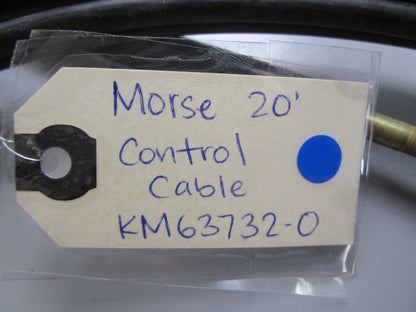 Morse 20'
Control
Cable
KM63732-0